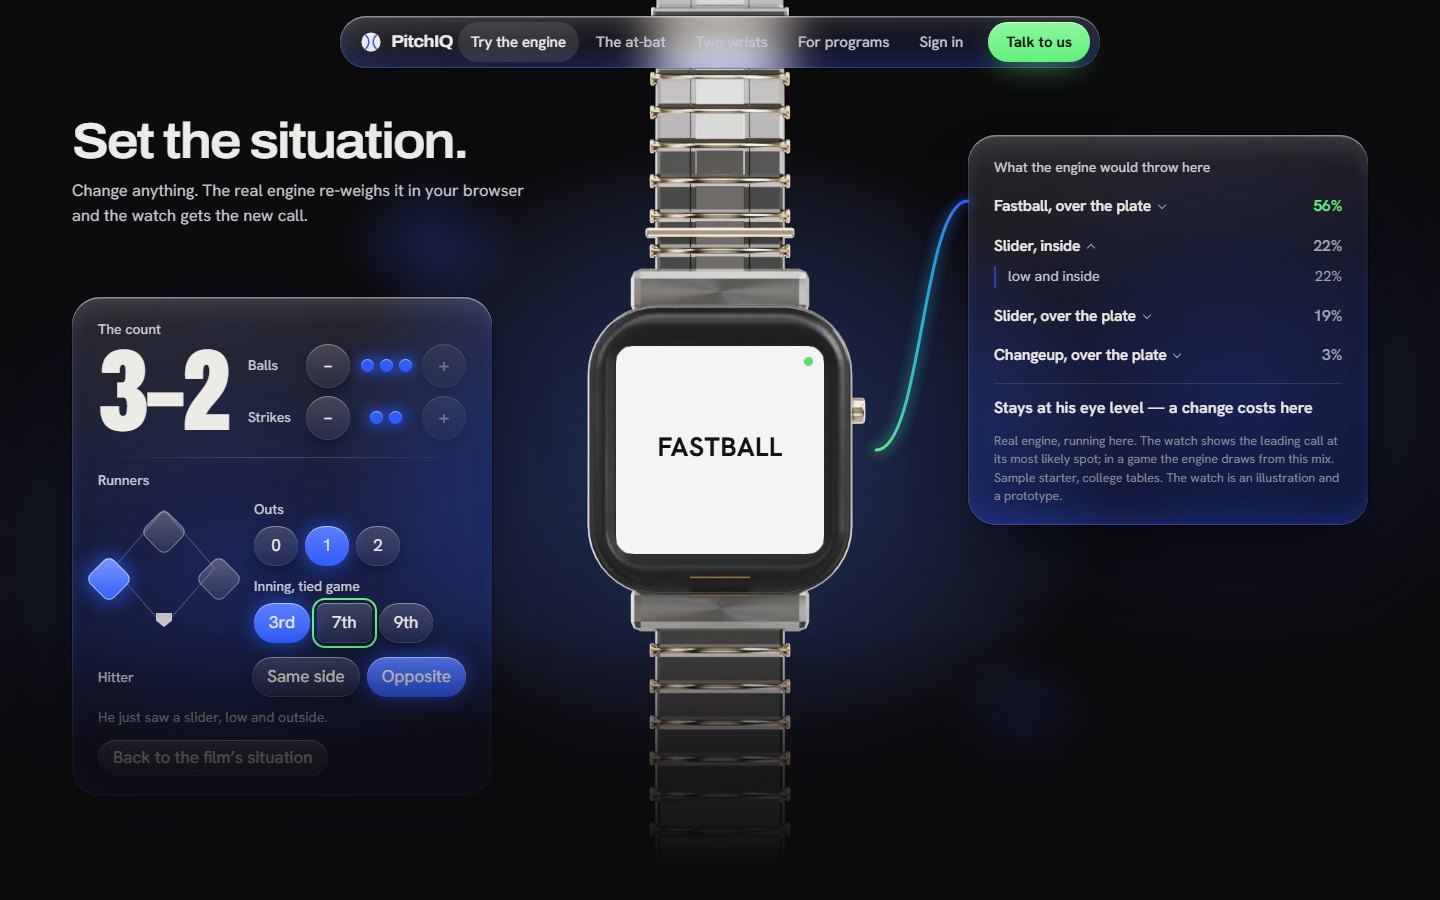 PitchIQ
Try the engine
The at-bat
Two wrists
For programs
Sign in
Talk to us
Set the situation.
Change anything. The real engine re-weighs it in your browser
and the watch gets the new call.
The count
3–2
Balls
−
+
Strikes
−
+
Runners
Outs
0
1
2
Inning, tied game
3rd
7th
9th
Hitter
Same side
Opposite
He just saw a slider, low and outside.
Back to the film’s situation
FASTBALL
What the engine would throw here
Fastball, over the plate 56%
Slider, inside 22%
low and inside 22%
Slider, over the plate 19%
Changeup, over the plate 3%
Stays at his eye level — a change costs here
Real engine, running here. The watch shows the leading call at
its most likely spot; in a game the engine draws from this mix.
Sample starter, college tables. The watch is an illustration and
a prototype.